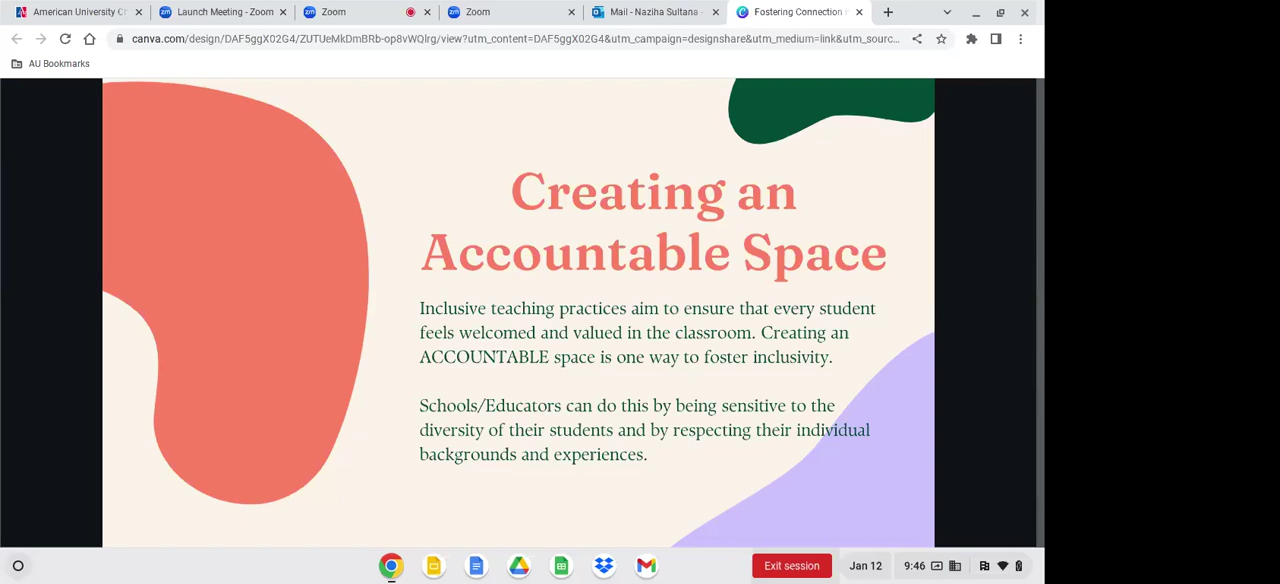 American University Ch
Launch Meeting - Zoom
Zoom
Zoom
Mail - Naziha Sultana -
Fostering Connection in
canva.com/design/DAF5ggX02G4/ZUTUeMkDmBRb-op8vWQlrg/view?utm_content=DAF5ggX02G4&utm_campaign=designshare&utm_medium=link&utm_sourc...
AU Bookmarks
Creating an
Accountable Space
Inclusive teaching practices aim to ensure that every student
feels welcomed and valued in the classroom. Creating an
ACCOUNTABLE space is one way to foster inclusivity.
Schools/Educators can do this by being sensitive to the
diversity of their students and by respecting their individual
backgrounds and experiences.
Exit session
Jan 12
9:46